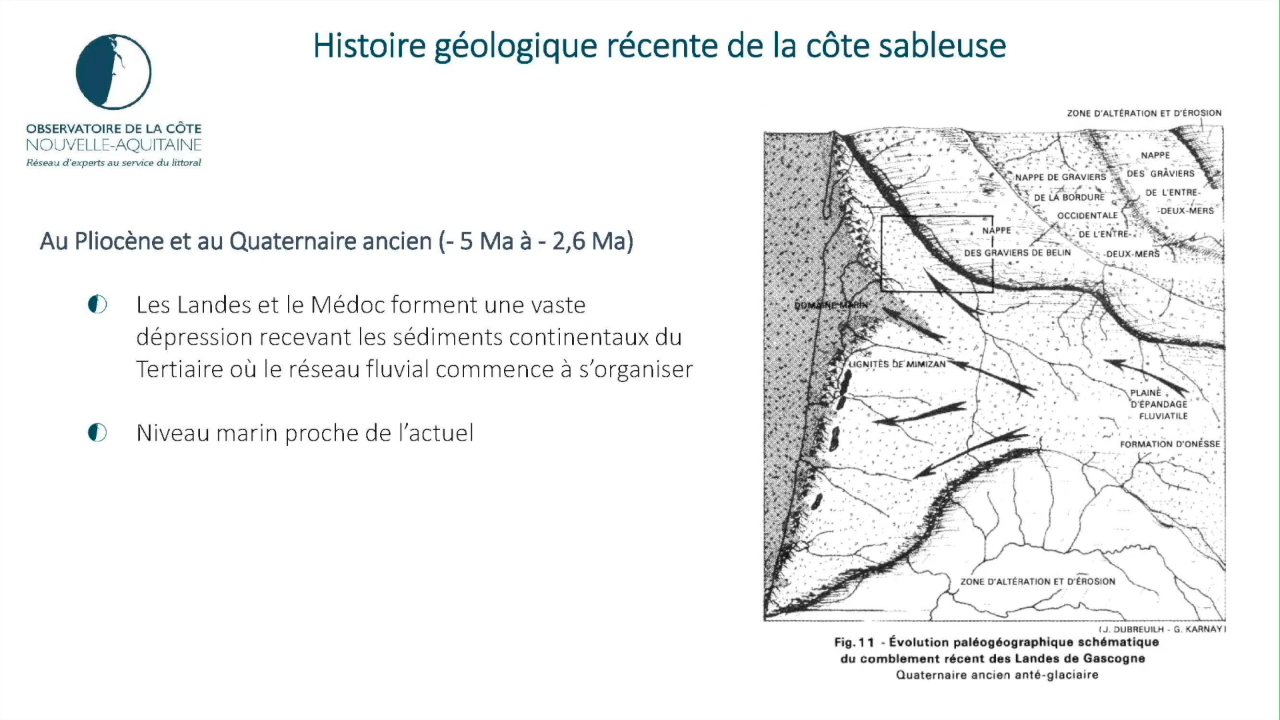 Histoire géologique récente de la côte sableuse
OBSERVATOIRE DE LA CÔTE
NOUVELLE-AQUITAINE
Réseau d'experts au service du littoral
Au Pliocène et au Quaternaire ancien (- 5 Ma à - 2,6 Ma)
Les Landes et le Médoc forment une vaste
dépression recevant les sédiments continentaux du
Tertiaire où le réseau fluvial commence à s’organiser
Niveau marin proche de l’actuel
ZONE D'ALTÉRATION ET D'ÉROSION
NAPPE
DES GRAVIERS
DE L'ENTRE-
-DEUX-MERS
NAPPE DE GRAVIERS
DE LA BORDURE
OCCIDENTALE
DE L'ENTRE-
-DEUX-MERS
NAPPE
DES GRAVIERS DE BELIN
DOMAINE MARIN
LIGNITES DE MIMIZAN
PLAINE
D'ÉPANDAGE
FLUVIATILE
FORMATION D'ONESSE
ZONE D'ALTÉRATION ET D'ÉROSION
(J. DUBREUILH - G. KARNAY)
Fig. 11 - Évolution paléogéographique schématique
du comblement récent des Landes de Gascogne
Quaternaire ancien anté-glaciaire